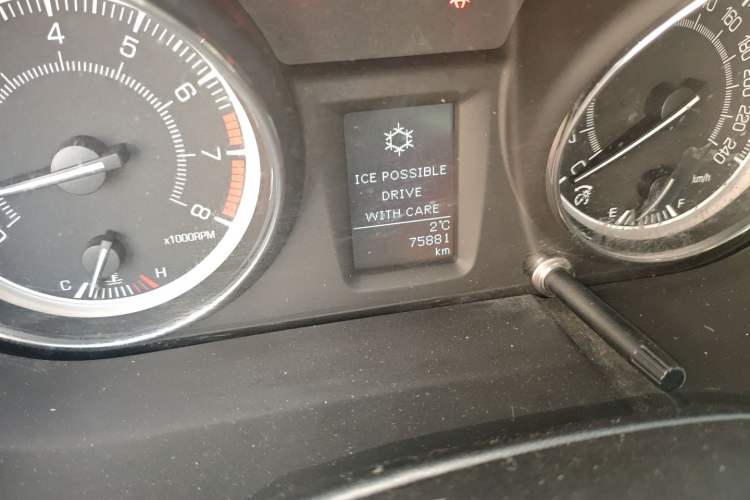 4
5
6
7
8
0
x1000RPM
C
H
ICE POSSIBLE
DRIVE
WITH CARE
2°C
75881
km
160
180
200
220
240
km/h
E
F